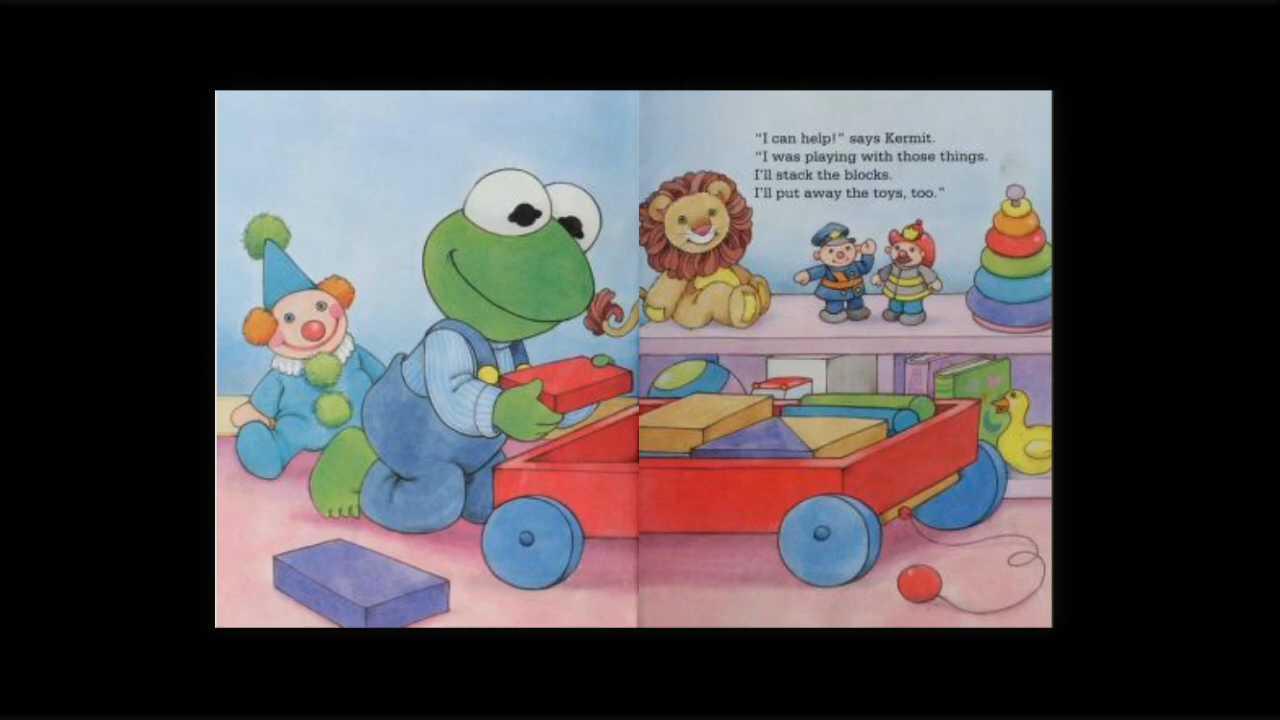 “I can help!” says Kermit.
“I was playing with those things.
I’ll stack the blocks.
I’ll put away the toys, too.”